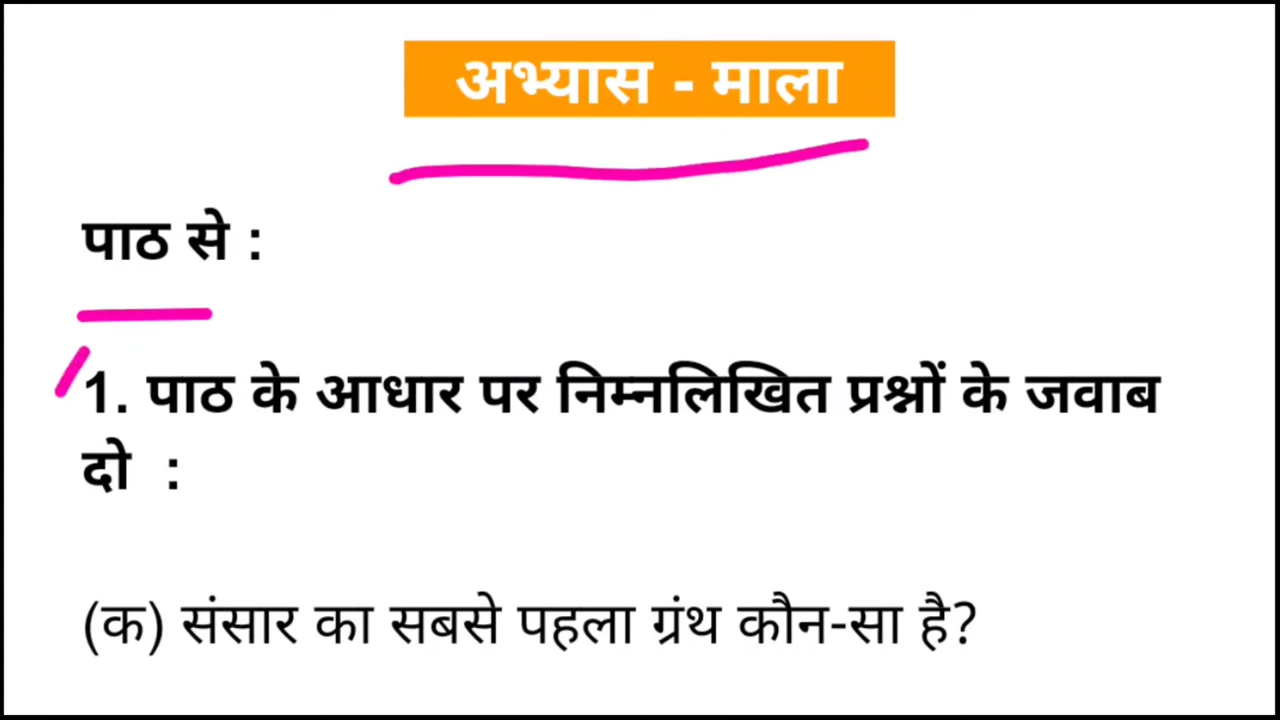 अभ्यास - माला
पाठ से :
1. पाठ के आधार पर निम्नलिखित प्रश्नों के जवाब
दो :
(क) संसार का सबसे पहला ग्रंथ कौन-सा है?